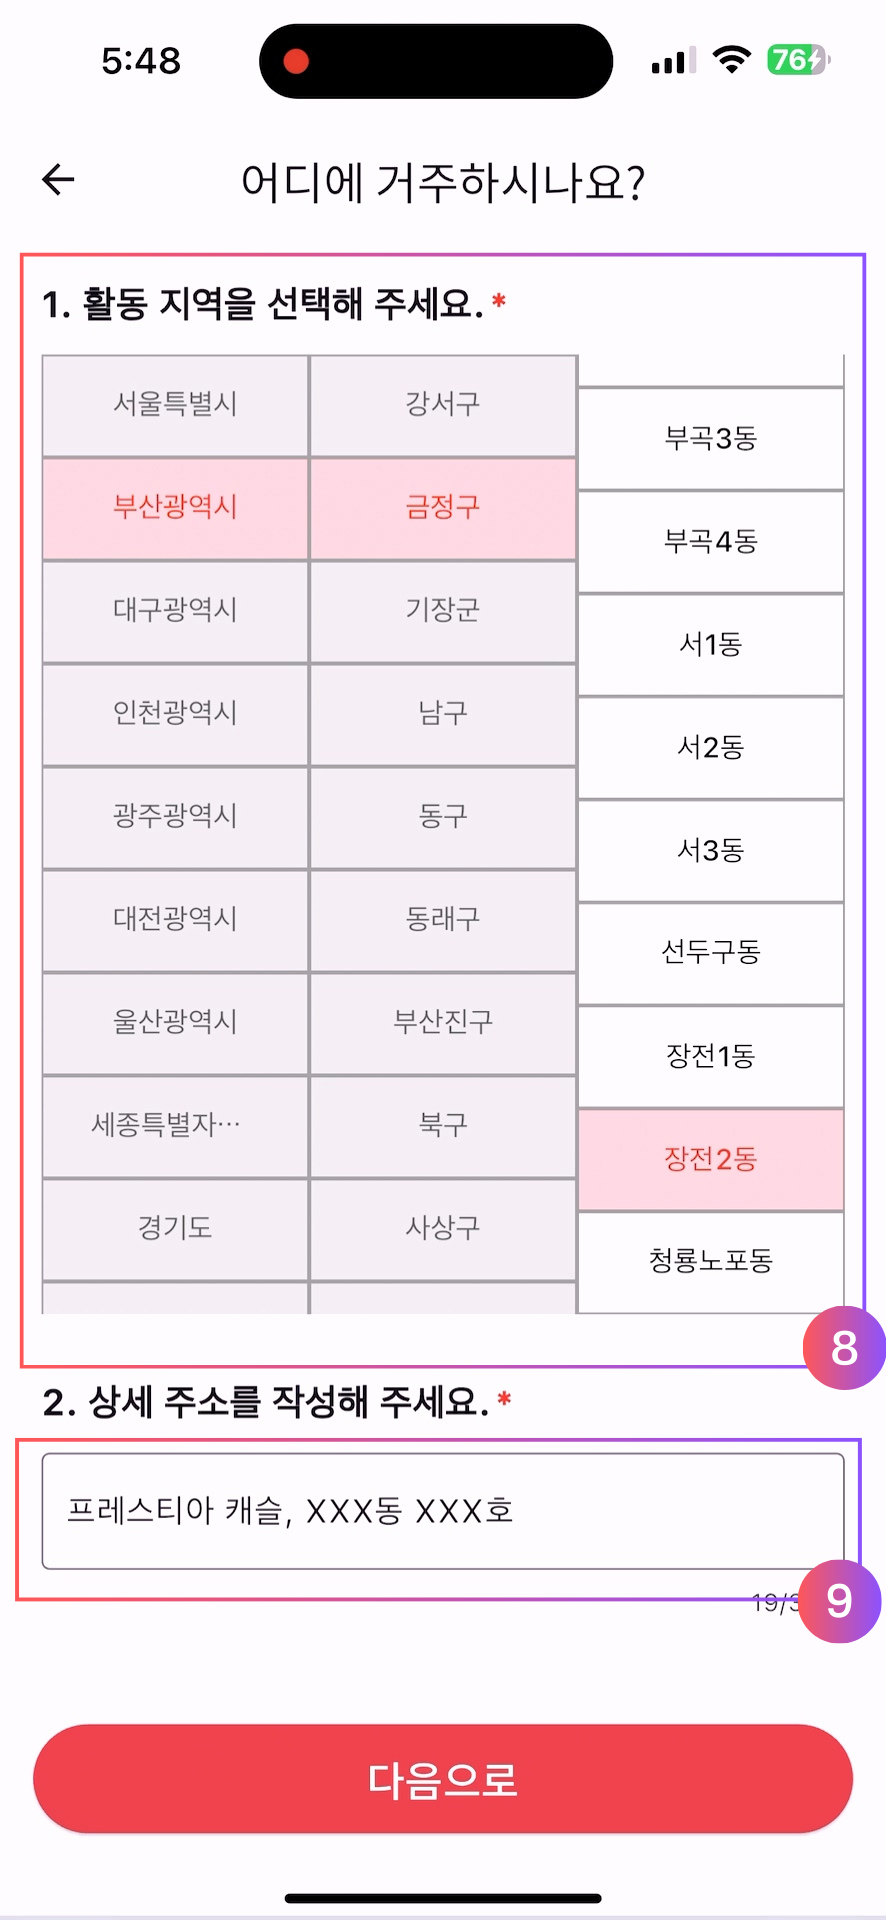 5:48
76
어디에 거주하시나요?
1. 활동 지역을 선택해 주세요.*
서울특별시
부산광역시
대구광역시
인천광역시
광주광역시
대전광역시
울산광역시
세종특별자…
경기도
강서구
금정구
기장군
남구
동구
동래구
부산진구
북구
사상구
부곡3동
부곡4동
서1동
서2동
서3동
선두구동
장전1동
장전2동
청룡노포동
8
2. 상세 주소를 작성해 주세요.*
프레스티아 캐슬, XXX동 XXX호
19/3
9
다음으로